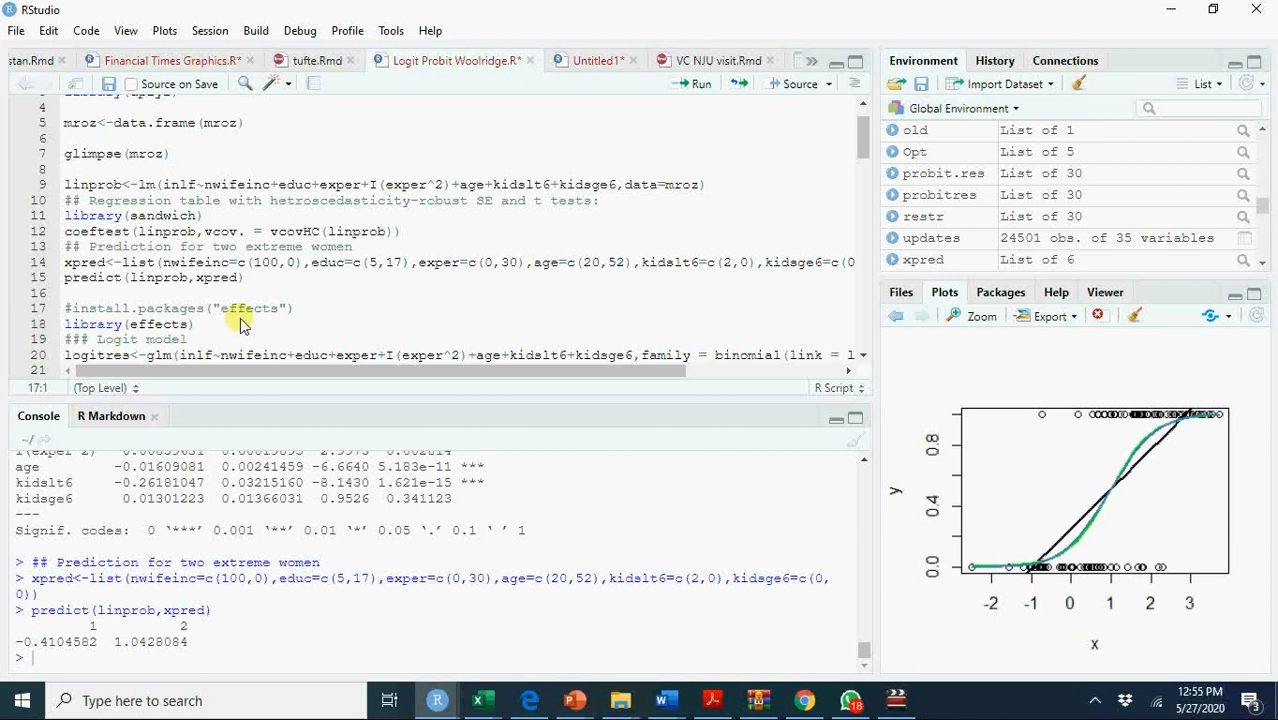 RStudio
File Edit Code View Plots Session Build Debug Profile Tools Help
stan.Rmd Financial Times Graphics.R* tufte.Rmd Logit Probit Woolridge.R* Untitled1* VC NJU visit.Rmd
Source on Save Run Source
4
5 mroz<-data.frame(mroz)
6
7 glimpse(mroz)
8
9 linprob<-lm(inlf~nwifeinc+educ+exper+I(exper^2)+age+kidslt6+kidsge6,data=mroz)
10 ## Regression table with hetroscedasticity-robust SE and t tests:
11 library(sandwich)
12 coeftest(linprob,vcov. = vcovHC(linprob))
13 ## Prediction for two extreme women
14 xpred<-list(nwifeinc=c(100,0),educ=c(5,17),exper=c(0,30),age=c(20,52),kidslt6=c(2,0),kidsge6=c(0
15 predict(linprob,xpred)
16
17 #install.packages("effects")
18 library(effects)
19 ### Logit model
20 logitres<-glm(inlf~nwifeinc+educ+exper+I(exper^2)+age+kidslt6+kidsge6,family = binomial(link = l
21
17:1 (Top Level) R Script
Console R Markdown
~/
age -0.01609081 0.00241459 -6.6640 5.183e-11 ***
kidslt6 -0.26181047 0.03215160 -8.1430 1.621e-15 ***
kidsge6 0.01301223 0.01366031 0.9526 0.341123
---
Signif. codes: 0 ‘***’ 0.001 ‘**’ 0.01 ‘*’ 0.05 ‘.’ 0.1 ‘ ’ 1
> ## Prediction for two extreme women
> xpred<-list(nwifeinc=c(100,0),educ=c(5,17),exper=c(0,30),age=c(20,52),kidslt6=c(2,0),kidsge6=c(0,
0))
> predict(linprob,xpred)
1 2
-0.4104582 1.0428084
>
Environment History Connections
Import Dataset List
Global Environment
old List of 1
Opt List of 5
probit.res List of 30
probitres List of 30
restr List of 30
updates 24501 obs. of 35 variables
xpred List of 6
Files Plots Packages Help Viewer
Zoom Export
0.8
y
0.4
0.0
-2 -1 0 1 2 3
x
Type here to search
18
12:55 PM
5/27/2020
3